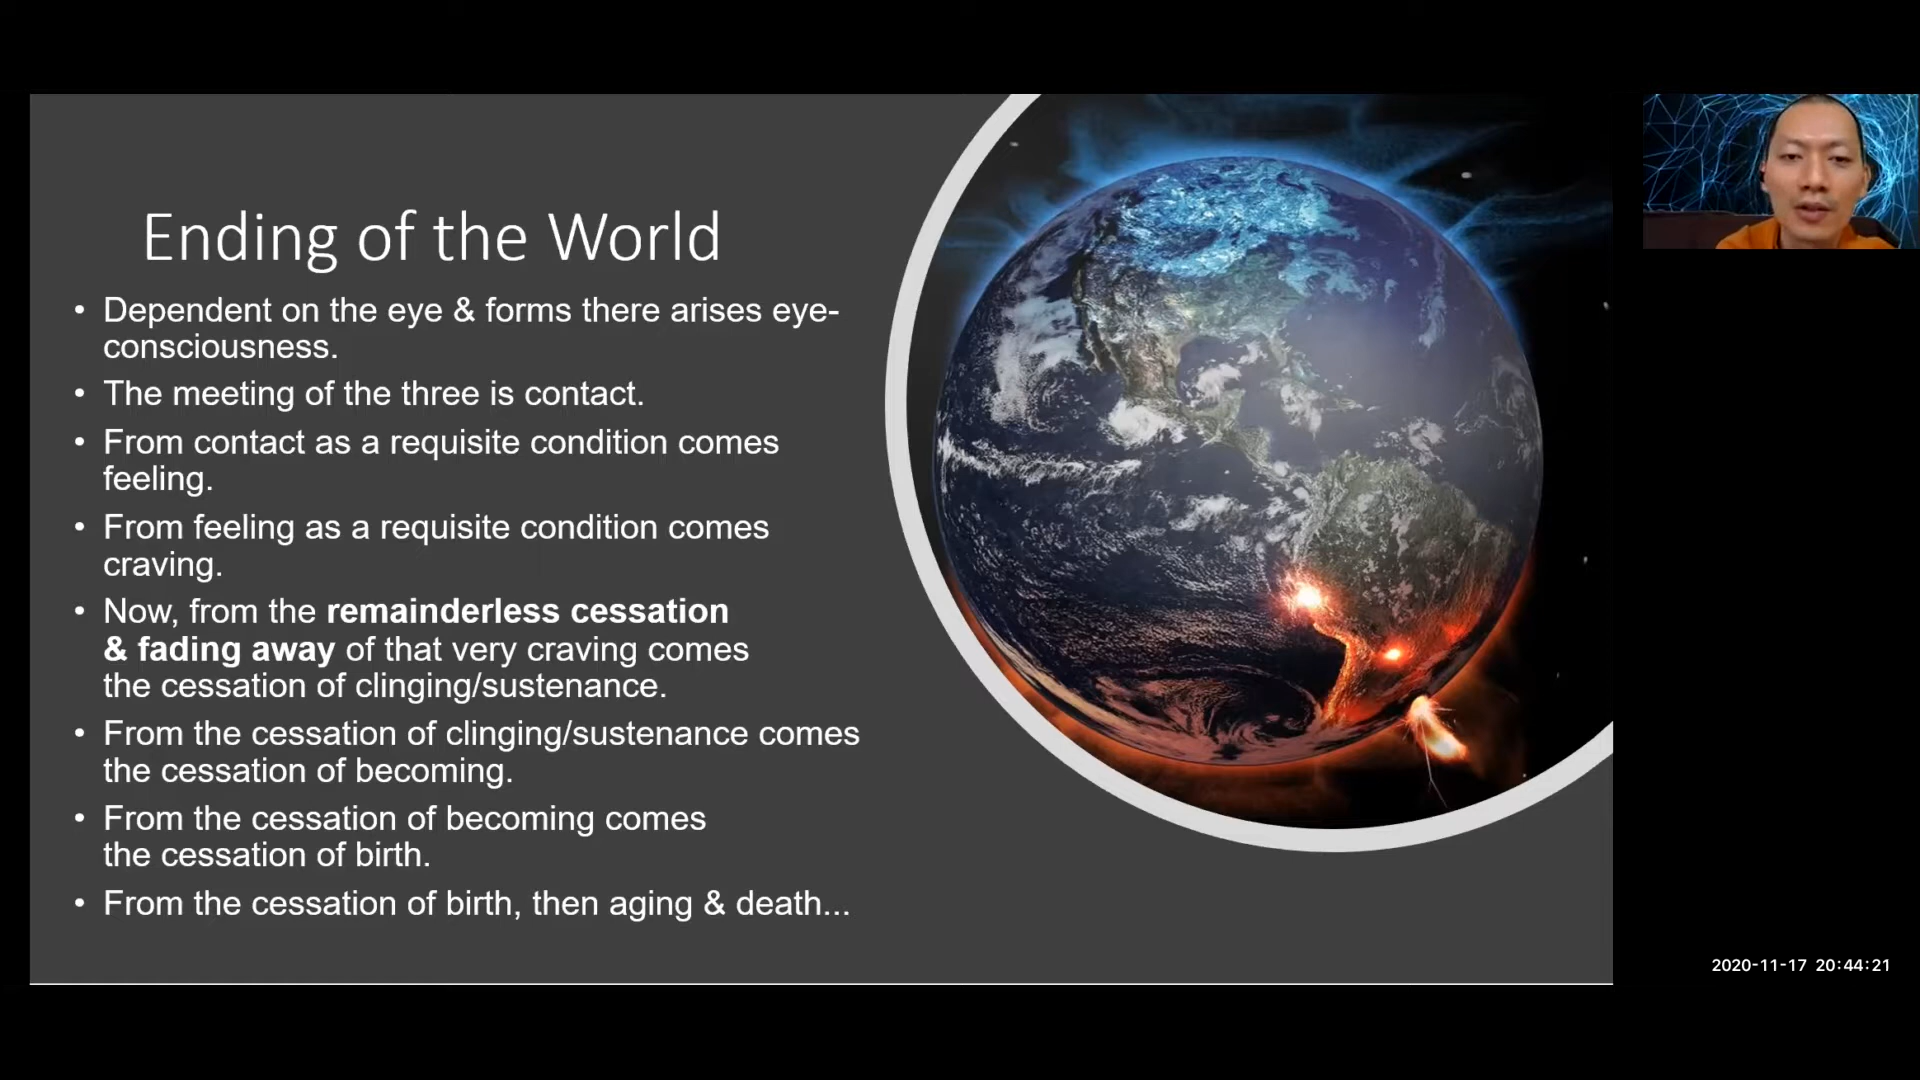 Ending of the World
• Dependent on the eye & forms there arises eye-
consciousness.
• The meeting of the three is contact.
• From contact as a requisite condition comes
feeling.
• From feeling as a requisite condition comes
craving.
• Now, from the remainderless cessation
& fading away of that very craving comes
the cessation of clinging/sustenance.
• From the cessation of clinging/sustenance comes
the cessation of becoming.
• From the cessation of becoming comes
the cessation of birth.
• From the cessation of birth, then aging & death...
2020-11-17 20:44:21